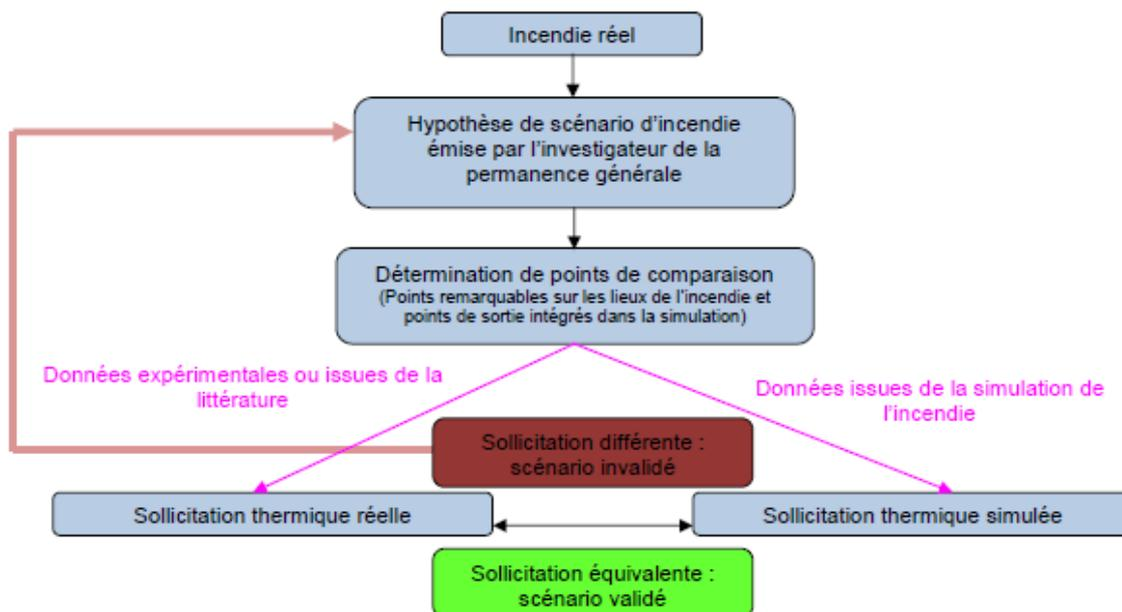 Incendie réel
Hypothèse de scénario d'incendie
émise par l'investigateur de la
permanence générale
Détermination de points de comparaison
(Points remarquables sur les lieux de l'incendie et
points de sortie intégrés dans la simulation)
Données expérimentales ou issues de la
littérature
Données issues de la simulation de
l'incendie
Sollicitation différente :
scénario invalidé
Sollicitation thermique réelle
Sollicitation thermique simulée
Sollicitation équivalente :
scénario validé